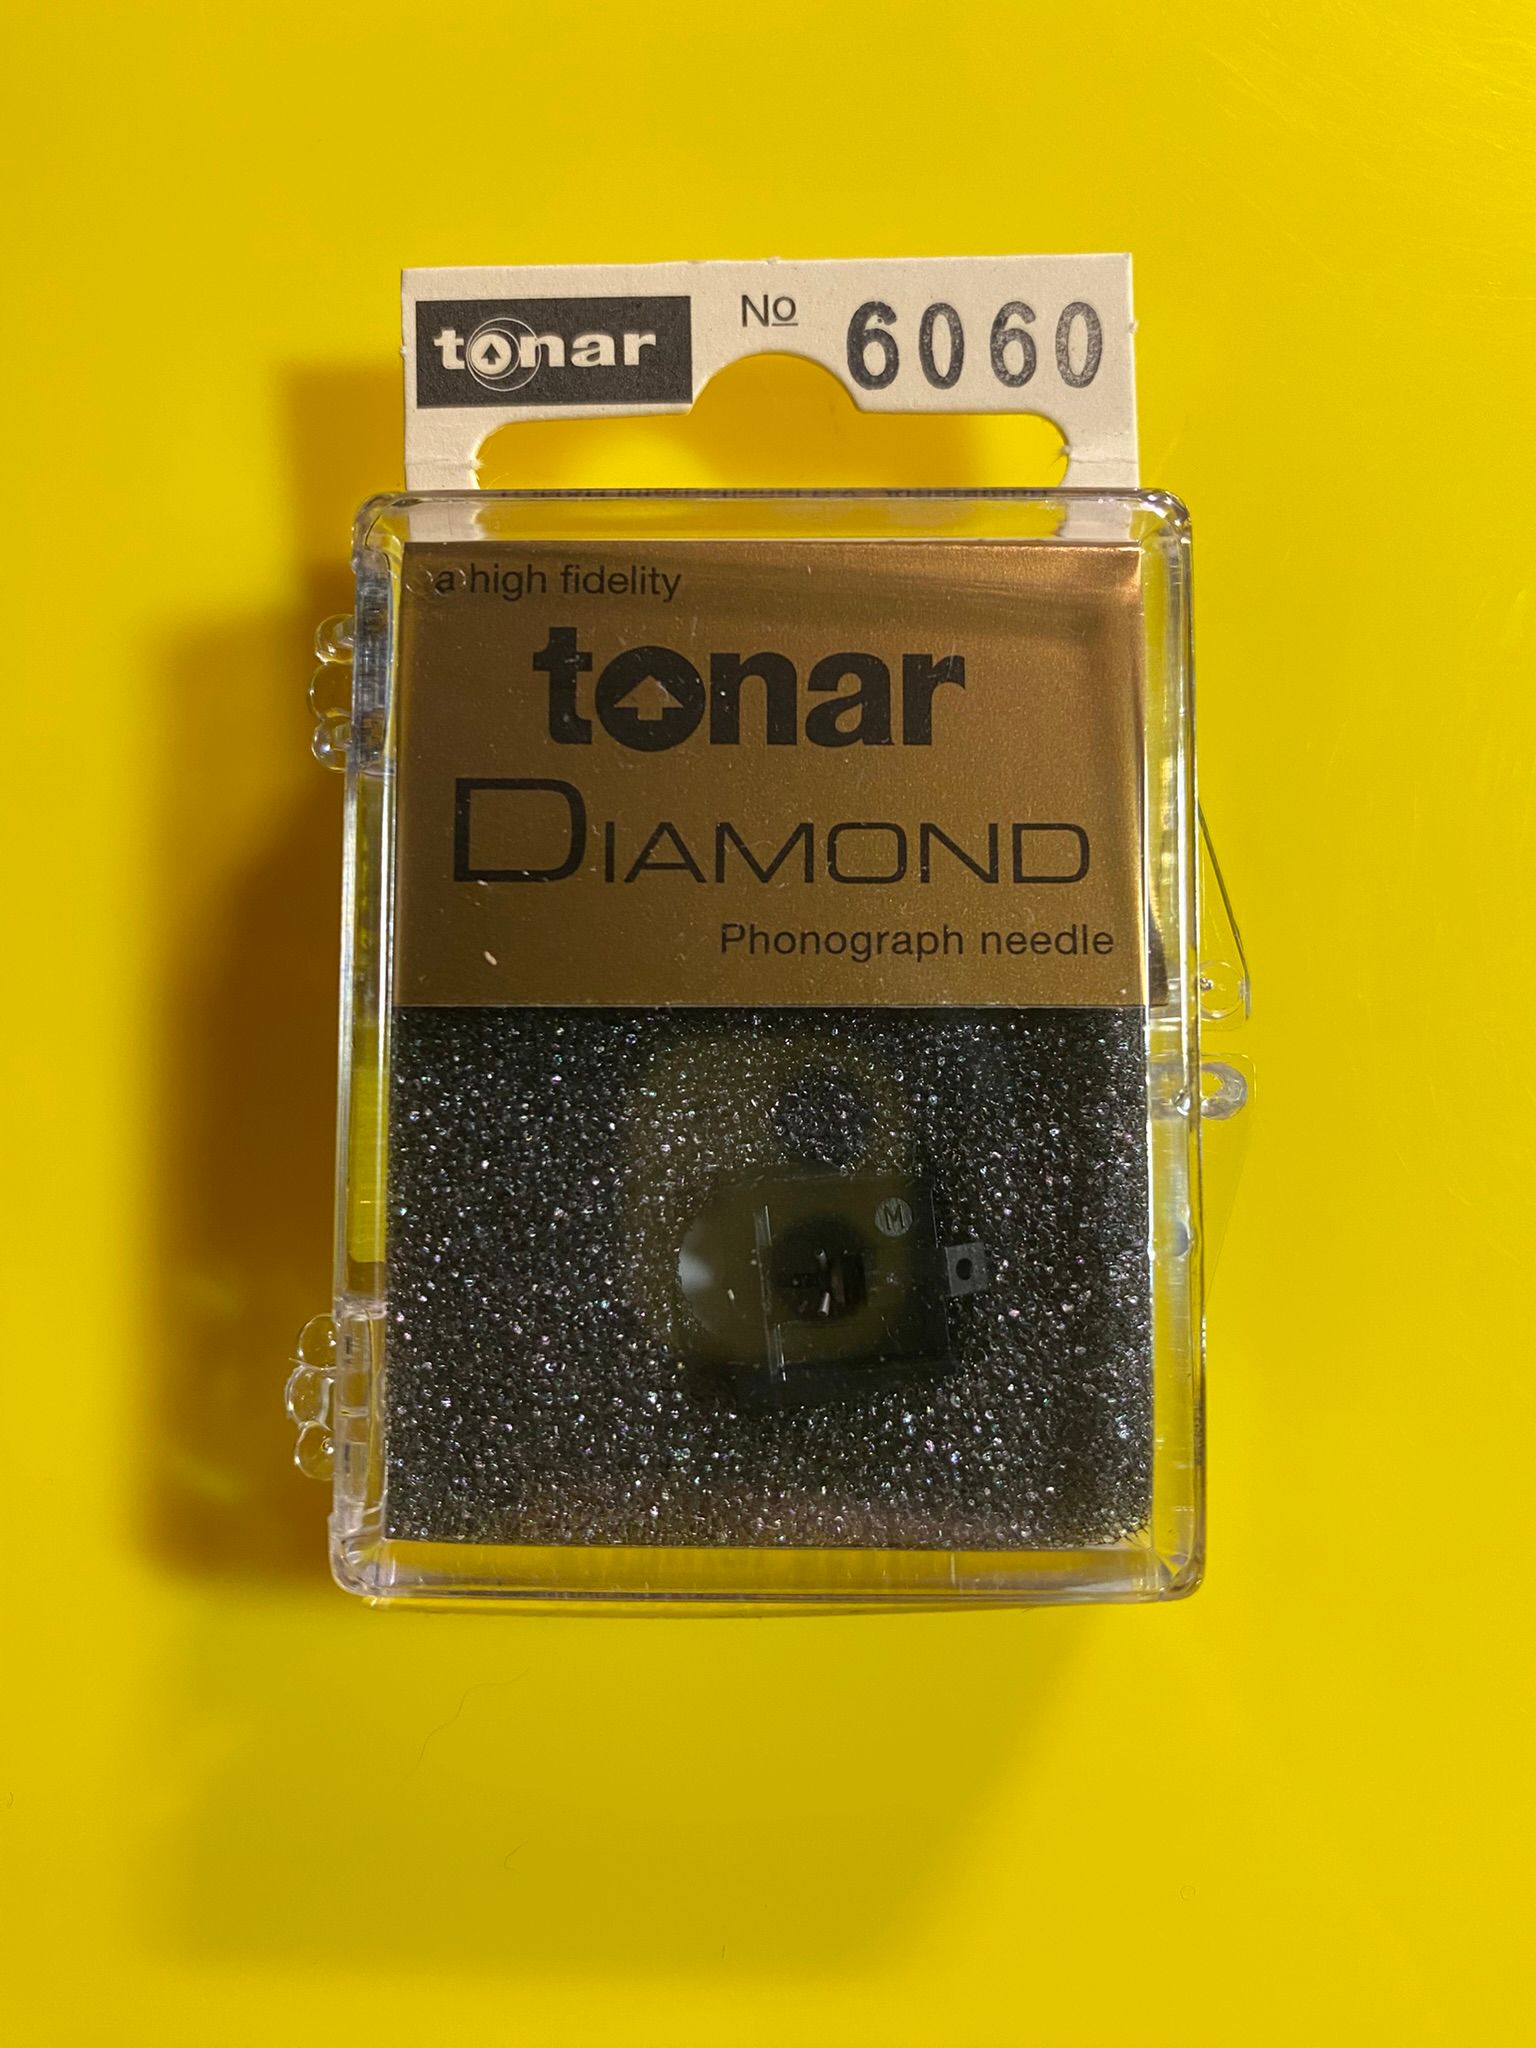 tonar
No 6060
a high fidelity
tonar
DIAMOND
Phonograph needle
M